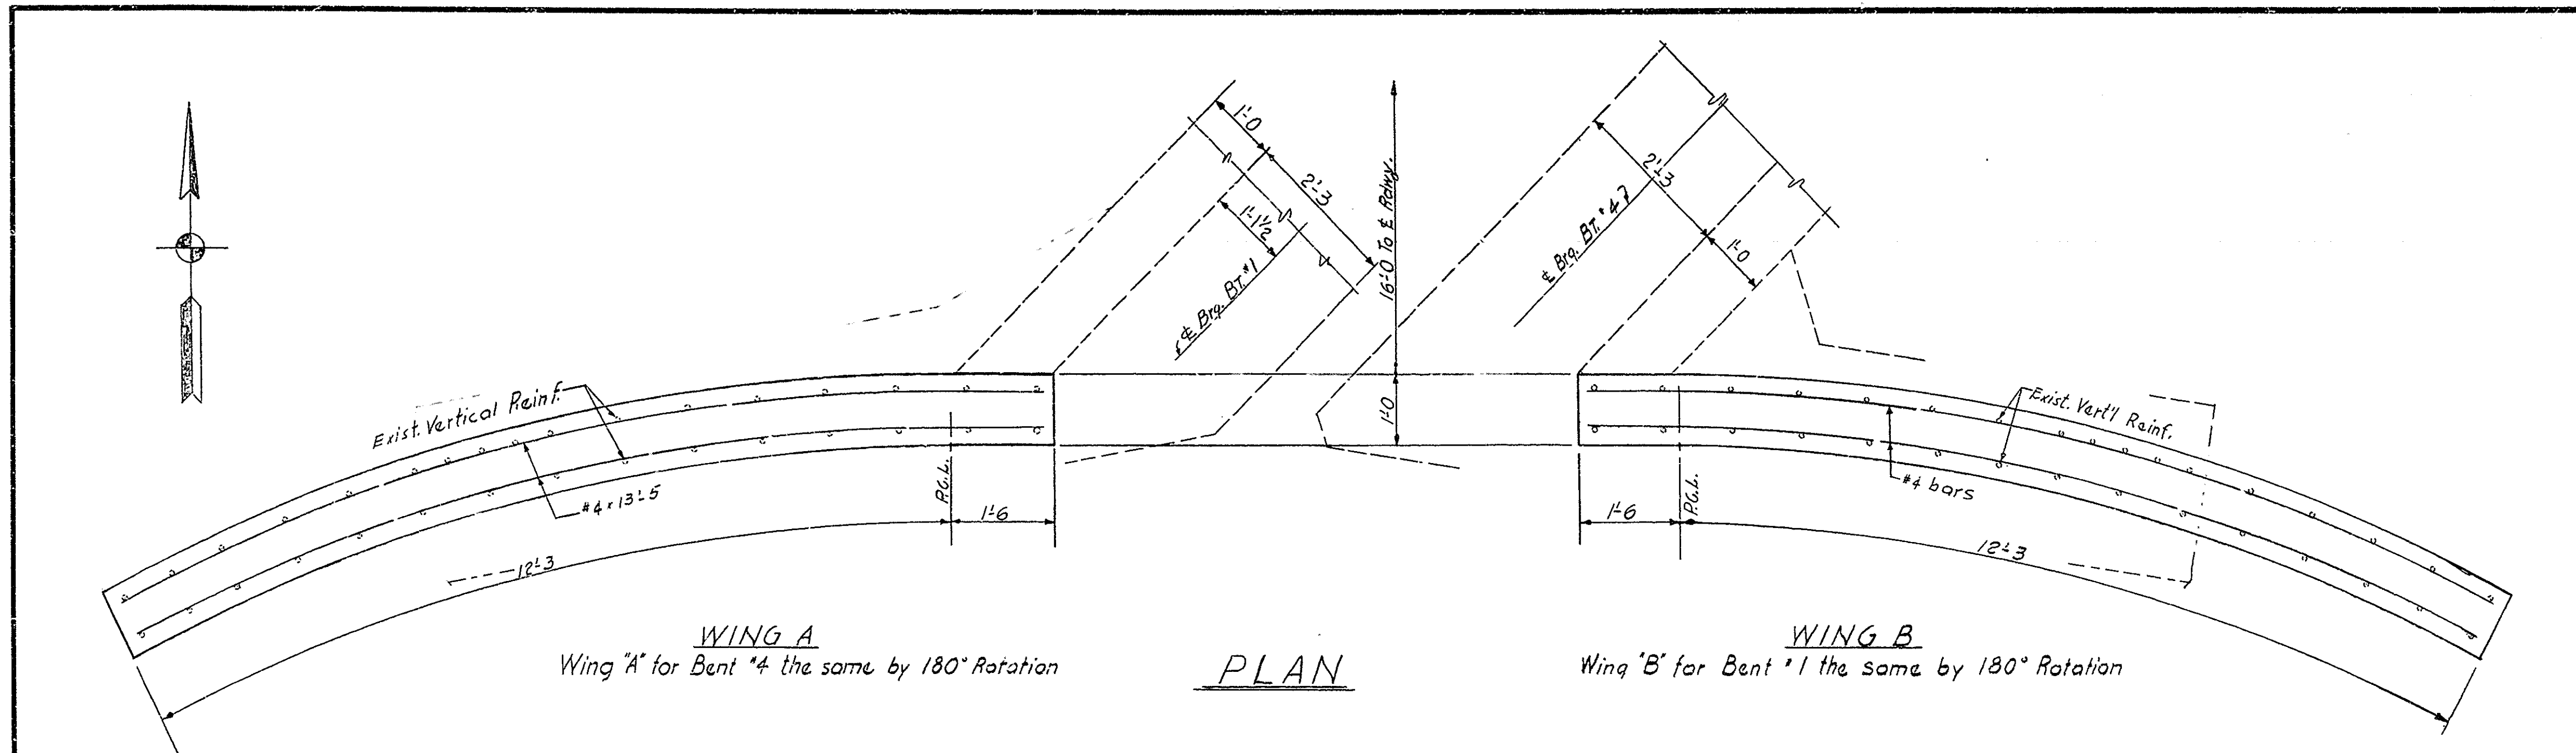 1'-0
2'-3
1'-1½
℄ Brg. BT. #1
16'-0 To ℄ Rdwy.
1'-0
2'-3
℄ Brg. BT. #4
1'-0
Exist. Vertical Reinf.
#4 x 13'-5
P.C.L.
1'-6
12'-3
Exist. Vert'l Reinf.
#4 bars
P.C.L.
1'-6
12'-3
WING A
Wing "A" for Bent #4 the same by 180° Rotation
PLAN
WING B
Wing "B" for Bent #1 the same by 180° Rotation